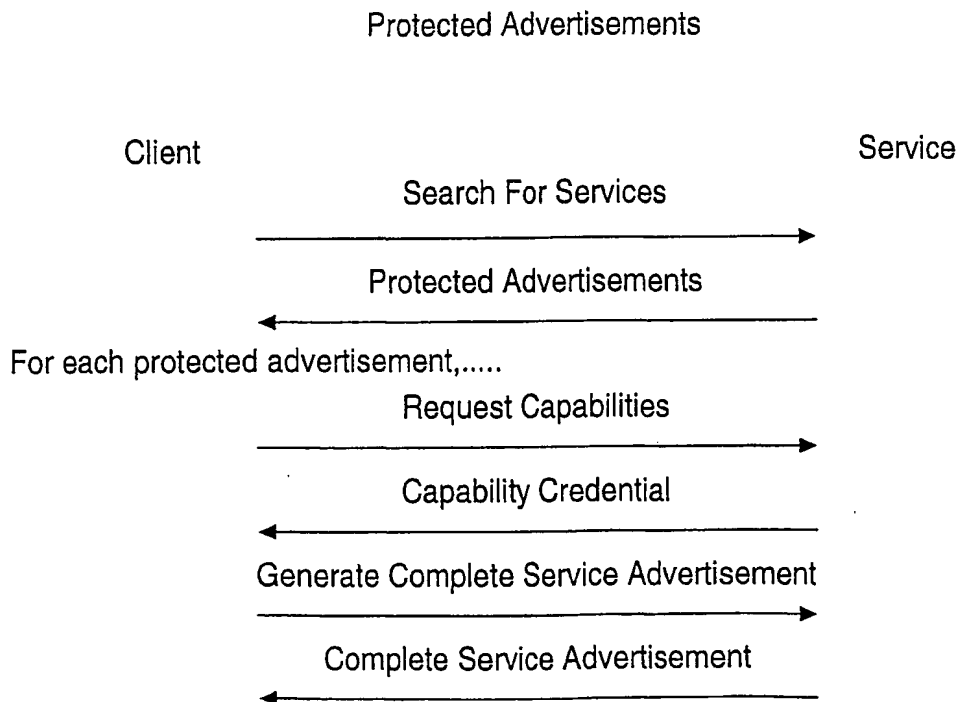 Protected Advertisements
Client
Service
Search For Services
Protected Advertisements
For each protected advertisement,.....
Request Capabilities
Capability Credential
Generate Complete Service Advertisement
Complete Service Advertisement